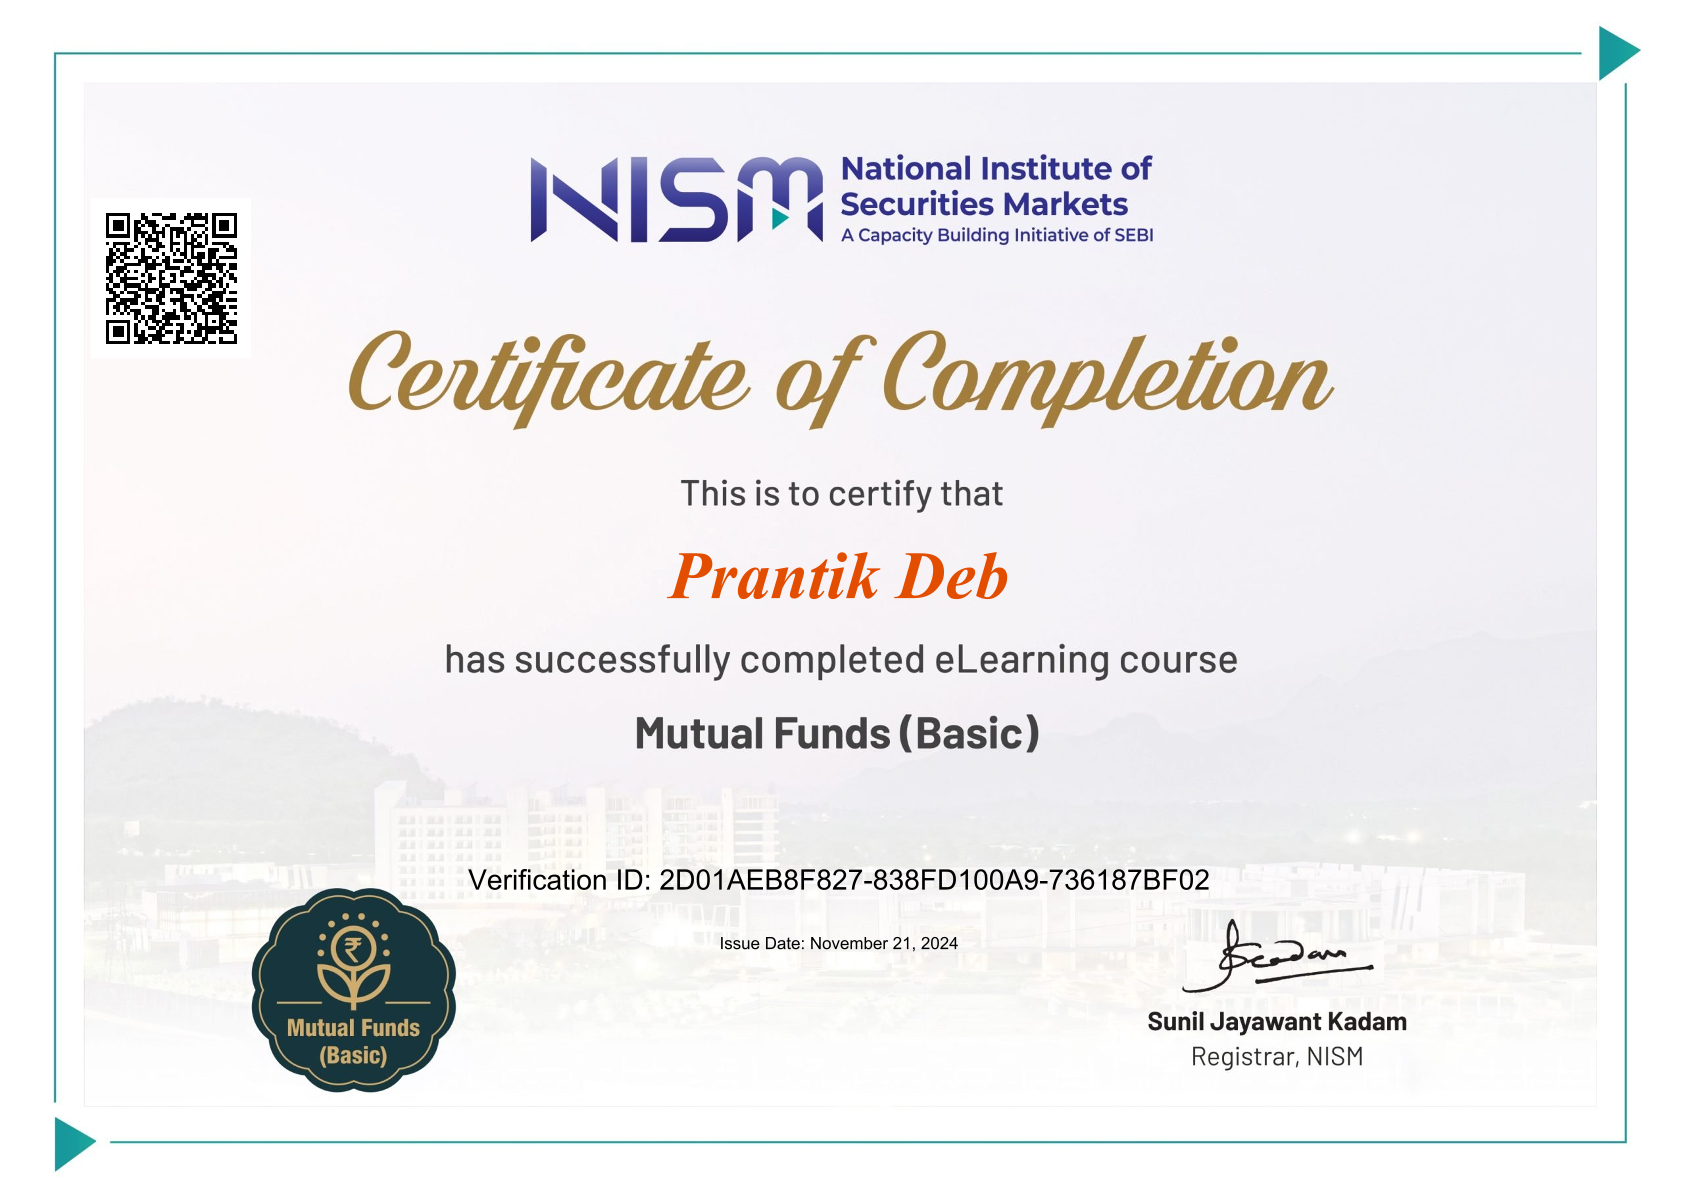 NISM
National Institute of
Securities Markets
A Capacity Building Initiative of SEBI
Certificate of Completion
This is to certify that
Prantik Deb
has successfully completed eLearning course
Mutual Funds (Basic)
Verification ID: 2D01AEB8F827-838FD100A9-736187BF02
Issue Date: November 21, 2024
₹
Mutual Funds
(Basic)
Sunil Jayawant Kadam
Registrar, NISM